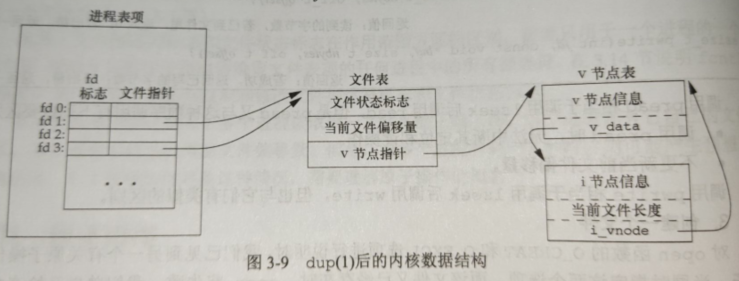 进程表项
fd
标志 文件指针
fd 0:
fd 1:
fd 2:
fd 3:
...
文件表
文件状态标志
当前文件偏移量
v 节点指针
v 节点表
v 节点信息
v_data
i 节点信息
当前文件长度
i_vnode
图 3-9 dup(1)后的内核数据结构